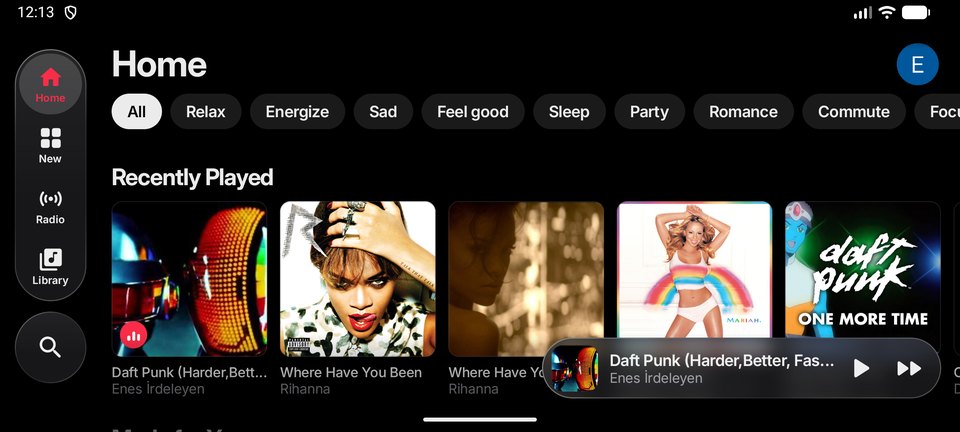 12:13
Home
E
Home
New
Radio
Library
All
Relax
Energize
Sad
Feel good
Sleep
Party
Romance
Commute
Recently Played
MARIAH.
daft
punk
ONE MORE TIME
Daft Punk (Harder,Bett...
Enes İrdeleyen
Where Have You Been
Rihanna
Where Have Yo
Rihanna
Daft Punk (Harder,Better, Fas...
Enes İrdeleyen